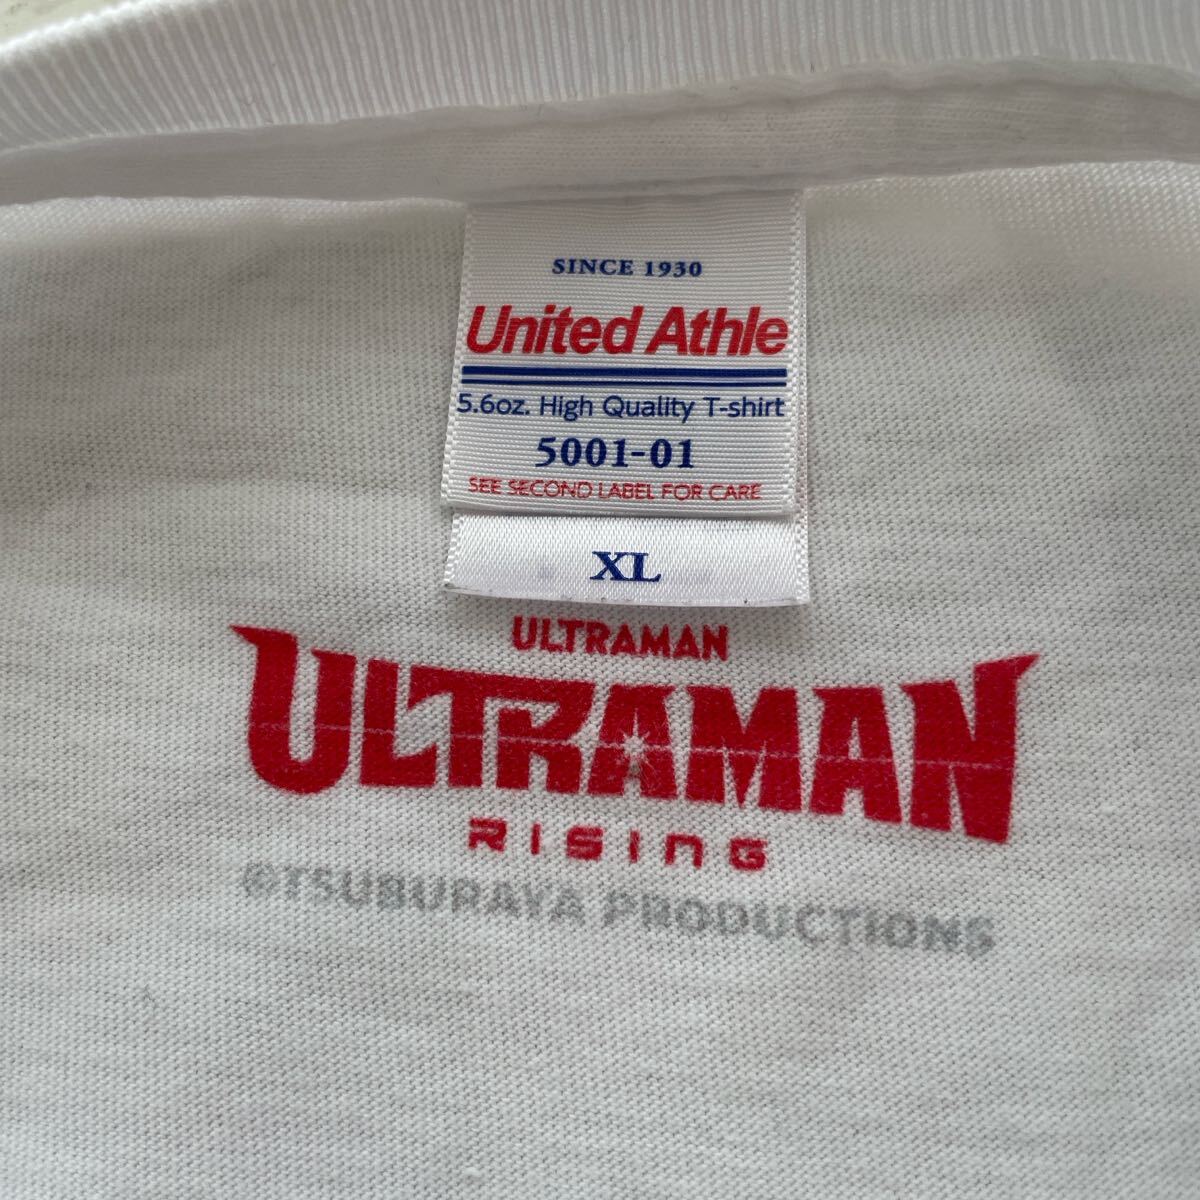 SINCE 1930
United Athle
5.6oz. High Quality T-shirt
5001-01
SEE SECOND LABEL FOR CARE
XL
ULTRAMAN
ULTRAMAN
RISING
©TSUBURAYA PRODUCTIONS